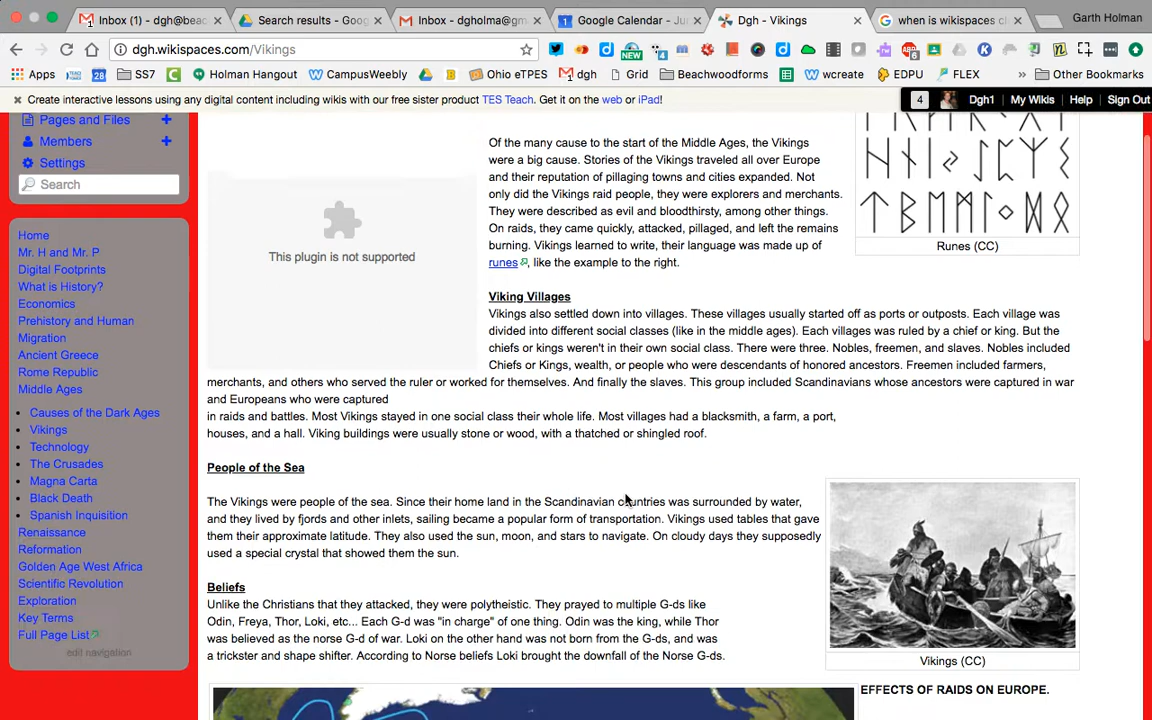 Inbox (1) - dgh@beac
Search results - Goog
Inbox - dgholma@gm
Google Calendar - Ju
Dgh - Vikings
when is wikispaces cl
Garth Holman
dgh.wikispaces.com/Vikings
Apps
28
SS7
Holman Hangout
CampusWeebly
Ohio eTPES
dgh
Grid
Beachwoodforms
wcreate
EDPU
FLEX
Other Bookmarks
Create interactive lessons using any digital content including wikis with our free sister product TES Teach. Get it on the web or iPad!
4 Dgh1 My Wikis Help Sign Out
Pages and Files
Members
Settings
Search
Home
Mr. H and Mr. P
Digital Footprints
What is History?
Economics
Prehistory and Human
Migration
Ancient Greece
Rome Republic
Middle Ages
Causes of the Dark Ages
Vikings
Technology
The Crusades
Magna Carta
Black Death
Spanish Inquisition
Renaissance
Reformation
Golden Age West Africa
Scientific Revolution
Exploration
Key Terms
Full Page List
edit navigation
This plugin is not supported
Of the many cause to the start of the Middle Ages, the Vikings
were a big cause. Stories of the Vikings traveled all over Europe
and their reputation of pillaging towns and cities expanded. Not
only did the Vikings raid people, they were explorers and merchants.
They were described as evil and bloodthirsty, among other things.
On raids, they came quickly, attacked, pillaged, and left the remains
burning. Vikings learned to write, their language was made up of
runes, like the example to the right.
Runes (CC)
Viking Villages
Vikings also settled down into villages. These villages usually started off as ports or outposts. Each village was
divided into different social classes (like in the middle ages). Each villages was ruled by a chief or king. But the
chiefs or kings weren't in their own social class. There were three. Nobles, freemen, and slaves. Nobles included
Chiefs or Kings, wealth, or people who were descendants of honored ancestors. Freemen included farmers,
merchants, and others who served the ruler or worked for themselves. And finally the slaves. This group included Scandinavians whose ancestors were captured in war
and Europeans who were captured
in raids and battles. Most Vikings stayed in one social class their whole life. Most villages had a blacksmith, a farm, a port,
houses, and a hall. Viking buildings were usually stone or wood, with a thatched or shingled roof.
People of the Sea
The Vikings were people of the sea. Since their home land in the Scandinavian countries was surrounded by water,
and they lived by fjords and other inlets, sailing became a popular form of transportation. Vikings used tables that gave
them their approximate latitude. They also used the sun, moon, and stars to navigate. On cloudy days they supposedly
used a special crystal that showed them the sun.
Vikings (CC)
Beliefs
Unlike the Christians that they attacked, they were polytheistic. They prayed to multiple G-ds like
Odin, Freya, Thor, Loki, etc... Each G-d was "in charge" of one thing. Odin was the king, while Thor
was believed as the norse G-d of war. Loki on the other hand was not born from the G-ds, and was
a trickster and shape shifter. According to Norse beliefs Loki brought the downfall of the Norse G-ds.
EFFECTS OF RAIDS ON EUROPE.